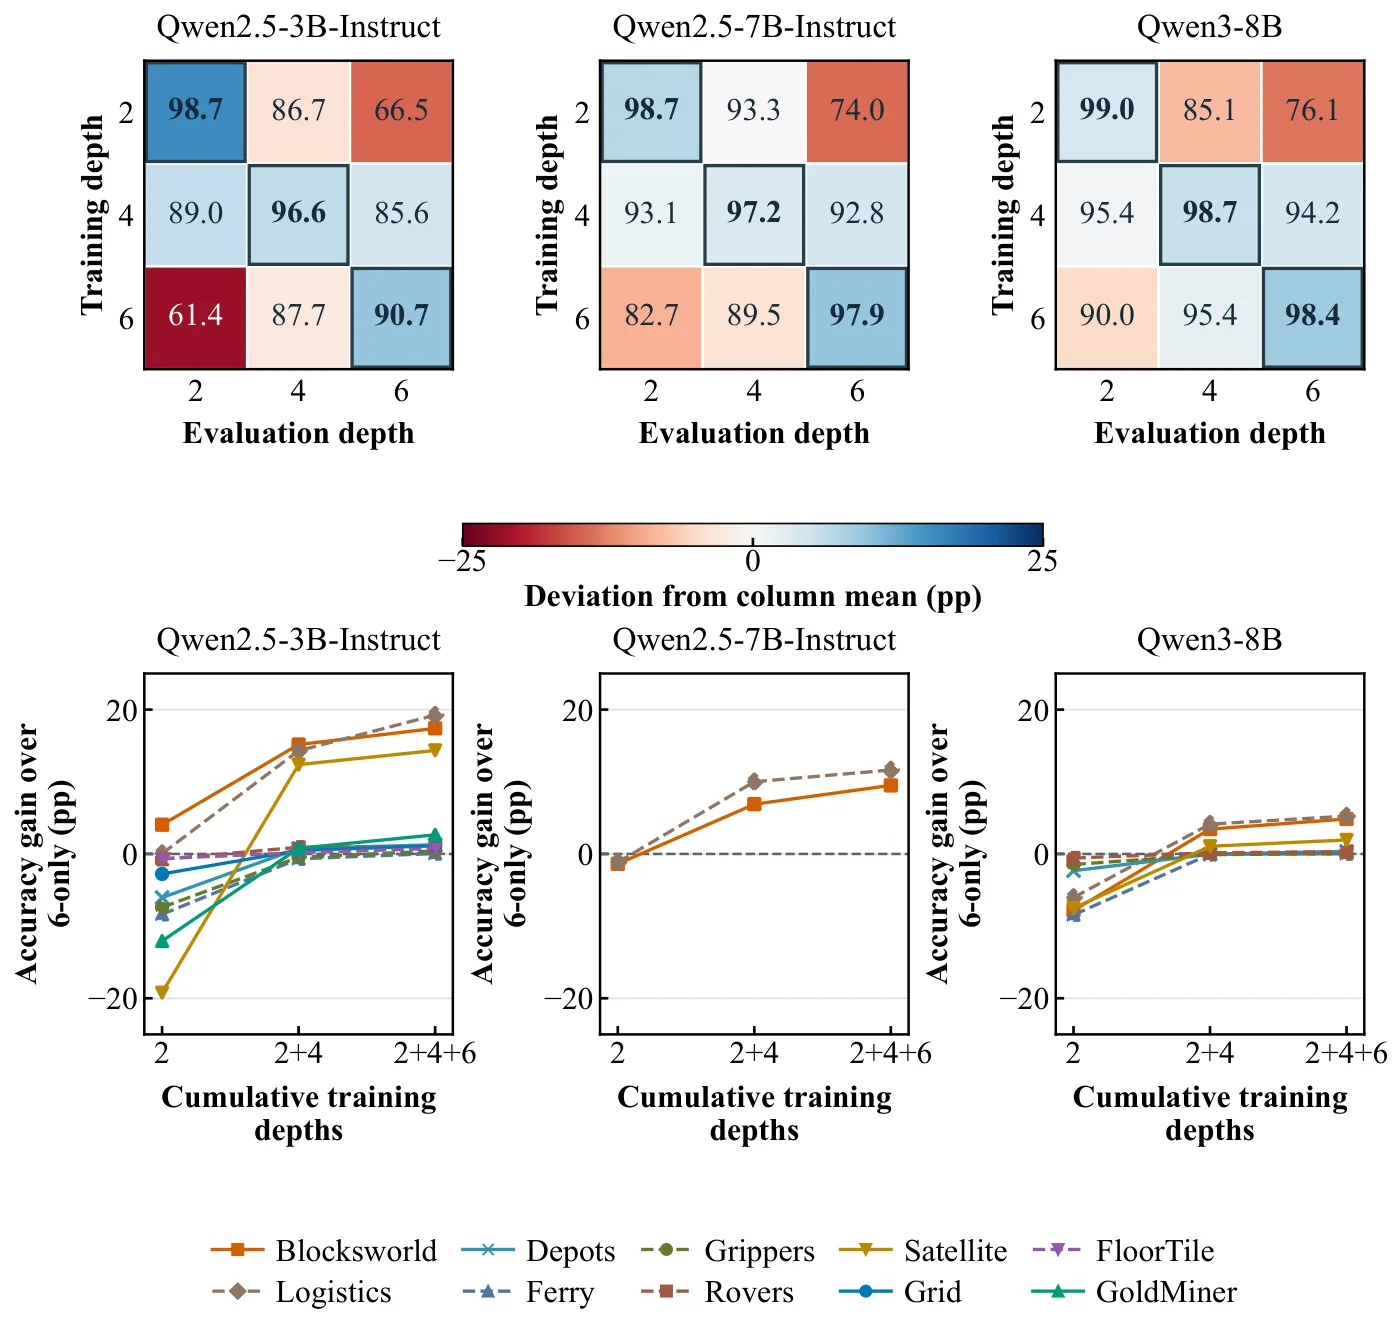 Qwen2.5-3B-Instruct Qwen2.5-7B-Instruct Qwen3-8B
Training depth
2 98.7 86.7 66.5
4 89.0 96.6 85.6
6 61.4 87.7 90.7
2 4 6
Evaluation depth
Training depth
2 98.7 93.3 74.0
4 93.1 97.2 92.8
6 82.7 89.5 97.9
2 4 6
Evaluation depth
Training depth
2 99.0 85.1 76.1
4 95.4 98.7 94.2
6 90.0 95.4 98.4
2 4 6
Evaluation depth
−25 0 25
Deviation from column mean (pp)
Qwen2.5-3B-Instruct Qwen2.5-7B-Instruct Qwen3-8B
Accuracy gain over
6-only (pp)
20
0
−20
2 2+4 2+4+6
Cumulative training
depths
Accuracy gain over
6-only (pp)
20
0
−20
2 2+4 2+4+6
Cumulative training
depths
Accuracy gain over
6-only (pp)
20
0
−20
2 2+4 2+4+6
Cumulative training
depths
Blocksworld Depots Grippers Satellite FloorTile
Logistics Ferry Rovers Grid GoldMiner